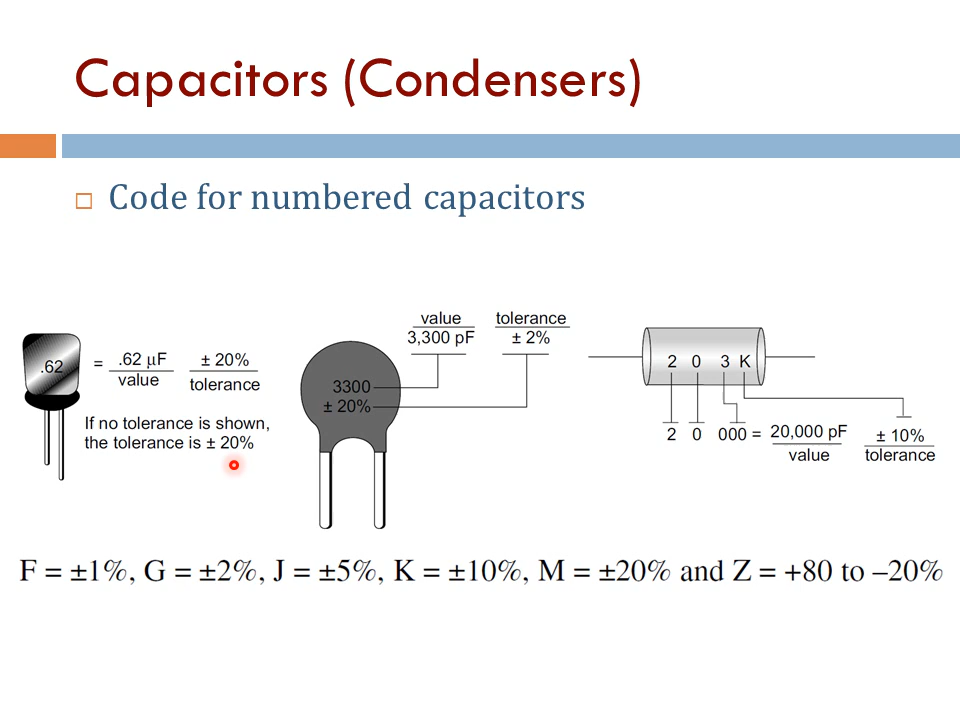 Capacitors (Condensers)
Code for numbered capacitors
.62
= .62 µF ± 20%
value tolerance
If no tolerance is shown,
the tolerance is ± 20%
value tolerance
3,300 pF ± 2%
3300
± 20%
2 0 3 K
2 0 000 = 20,000 pF ± 10%
value tolerance
F = ±1%, G = ±2%, J = ±5%, K = ±10%, M = ±20% and Z = +80 to –20%